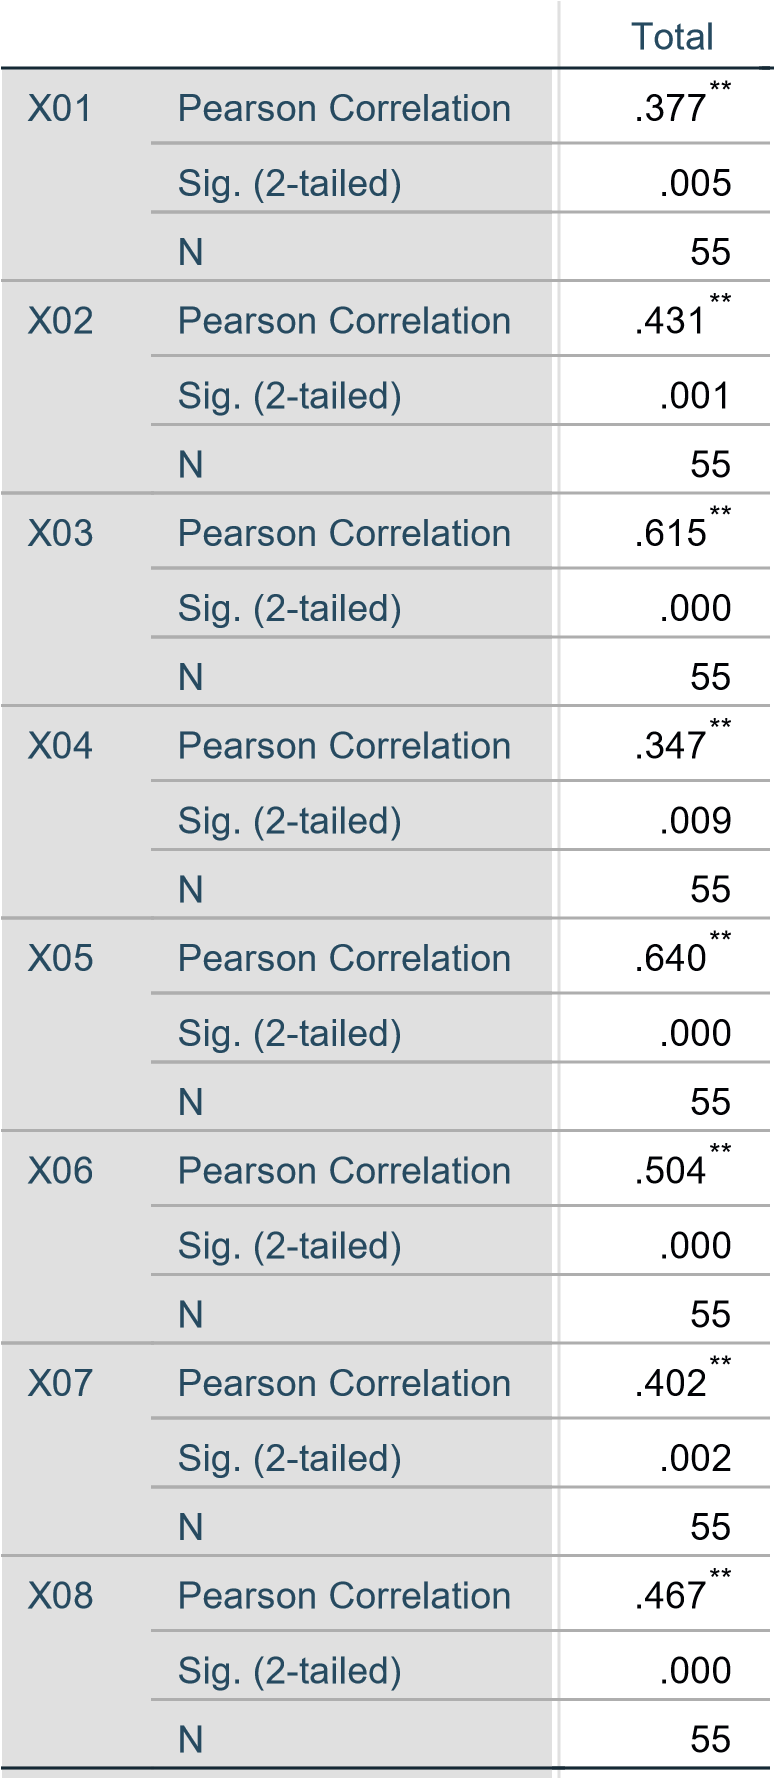 Total
X01 Pearson Correlation .377**
Sig. (2-tailed) .005
N 55
X02 Pearson Correlation .431**
Sig. (2-tailed) .001
N 55
X03 Pearson Correlation .615**
Sig. (2-tailed) .000
N 55
X04 Pearson Correlation .347**
Sig. (2-tailed) .009
N 55
X05 Pearson Correlation .640**
Sig. (2-tailed) .000
N 55
X06 Pearson Correlation .504**
Sig. (2-tailed) .000
N 55
X07 Pearson Correlation .402**
Sig. (2-tailed) .002
N 55
X08 Pearson Correlation .467**
Sig. (2-tailed) .000
N 55